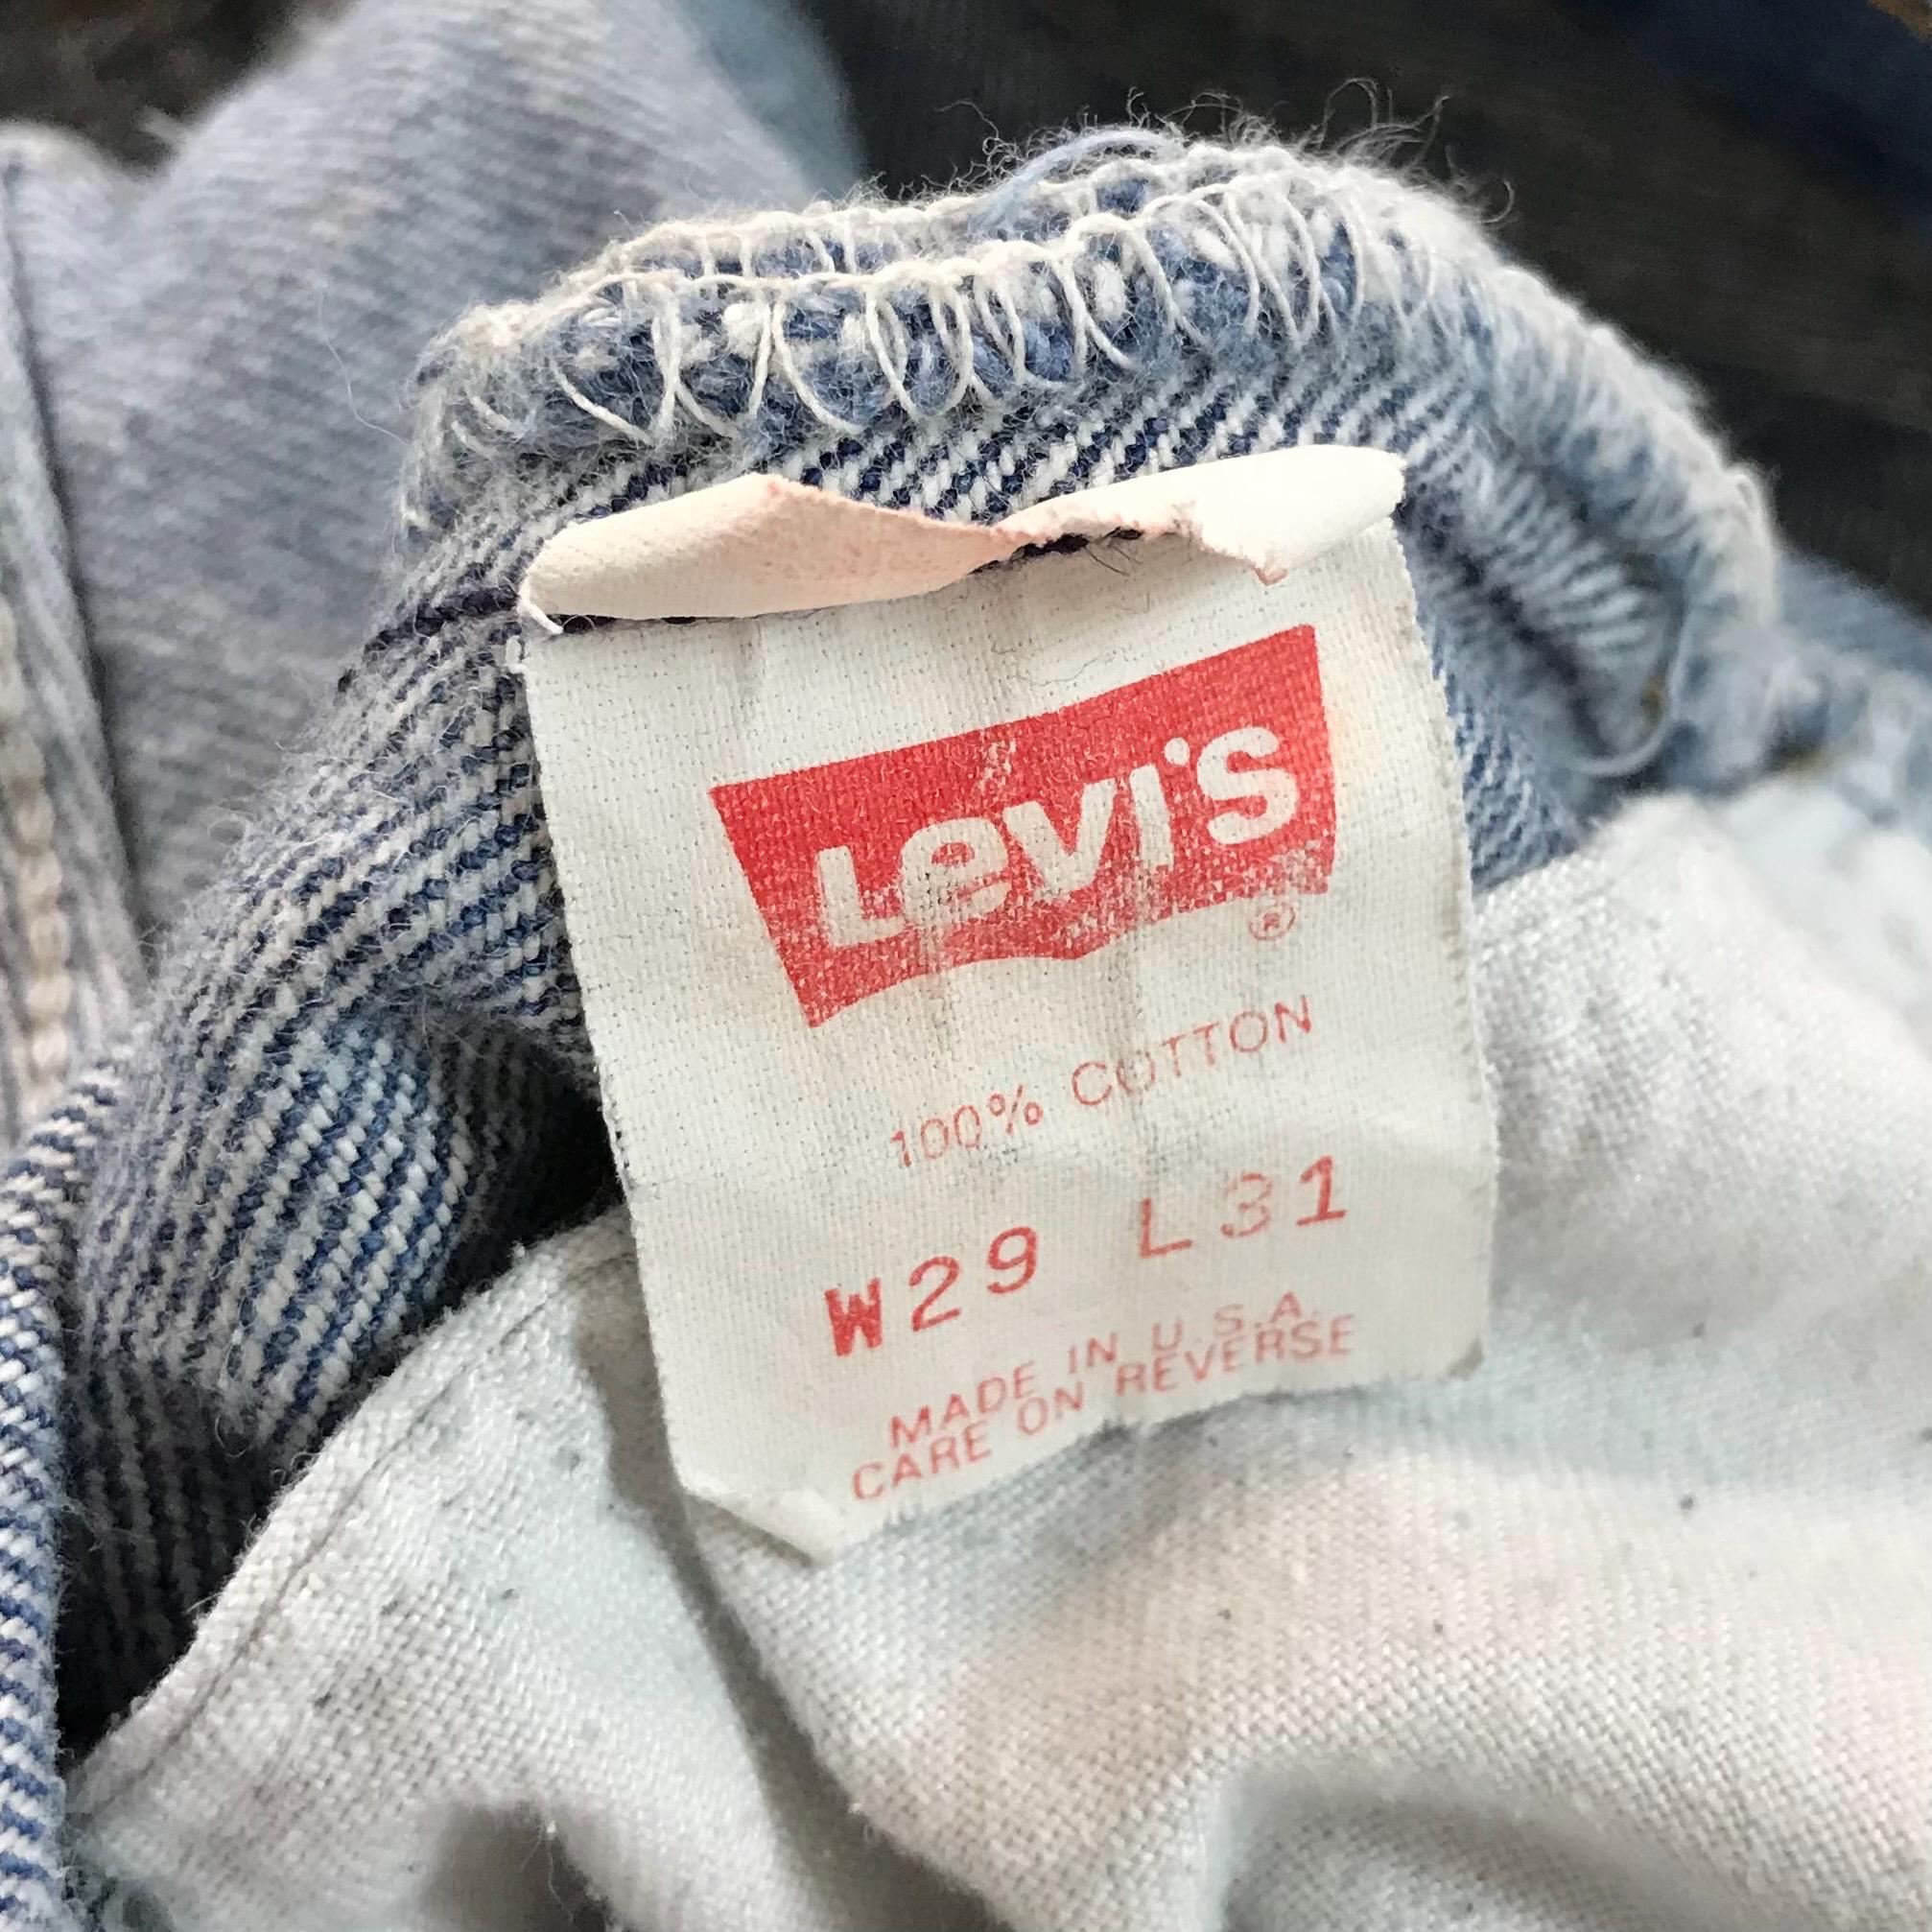 Levi's
®
100% COTTON
W29 L31
MADE IN U.S.A.
CARE ON REVERSE